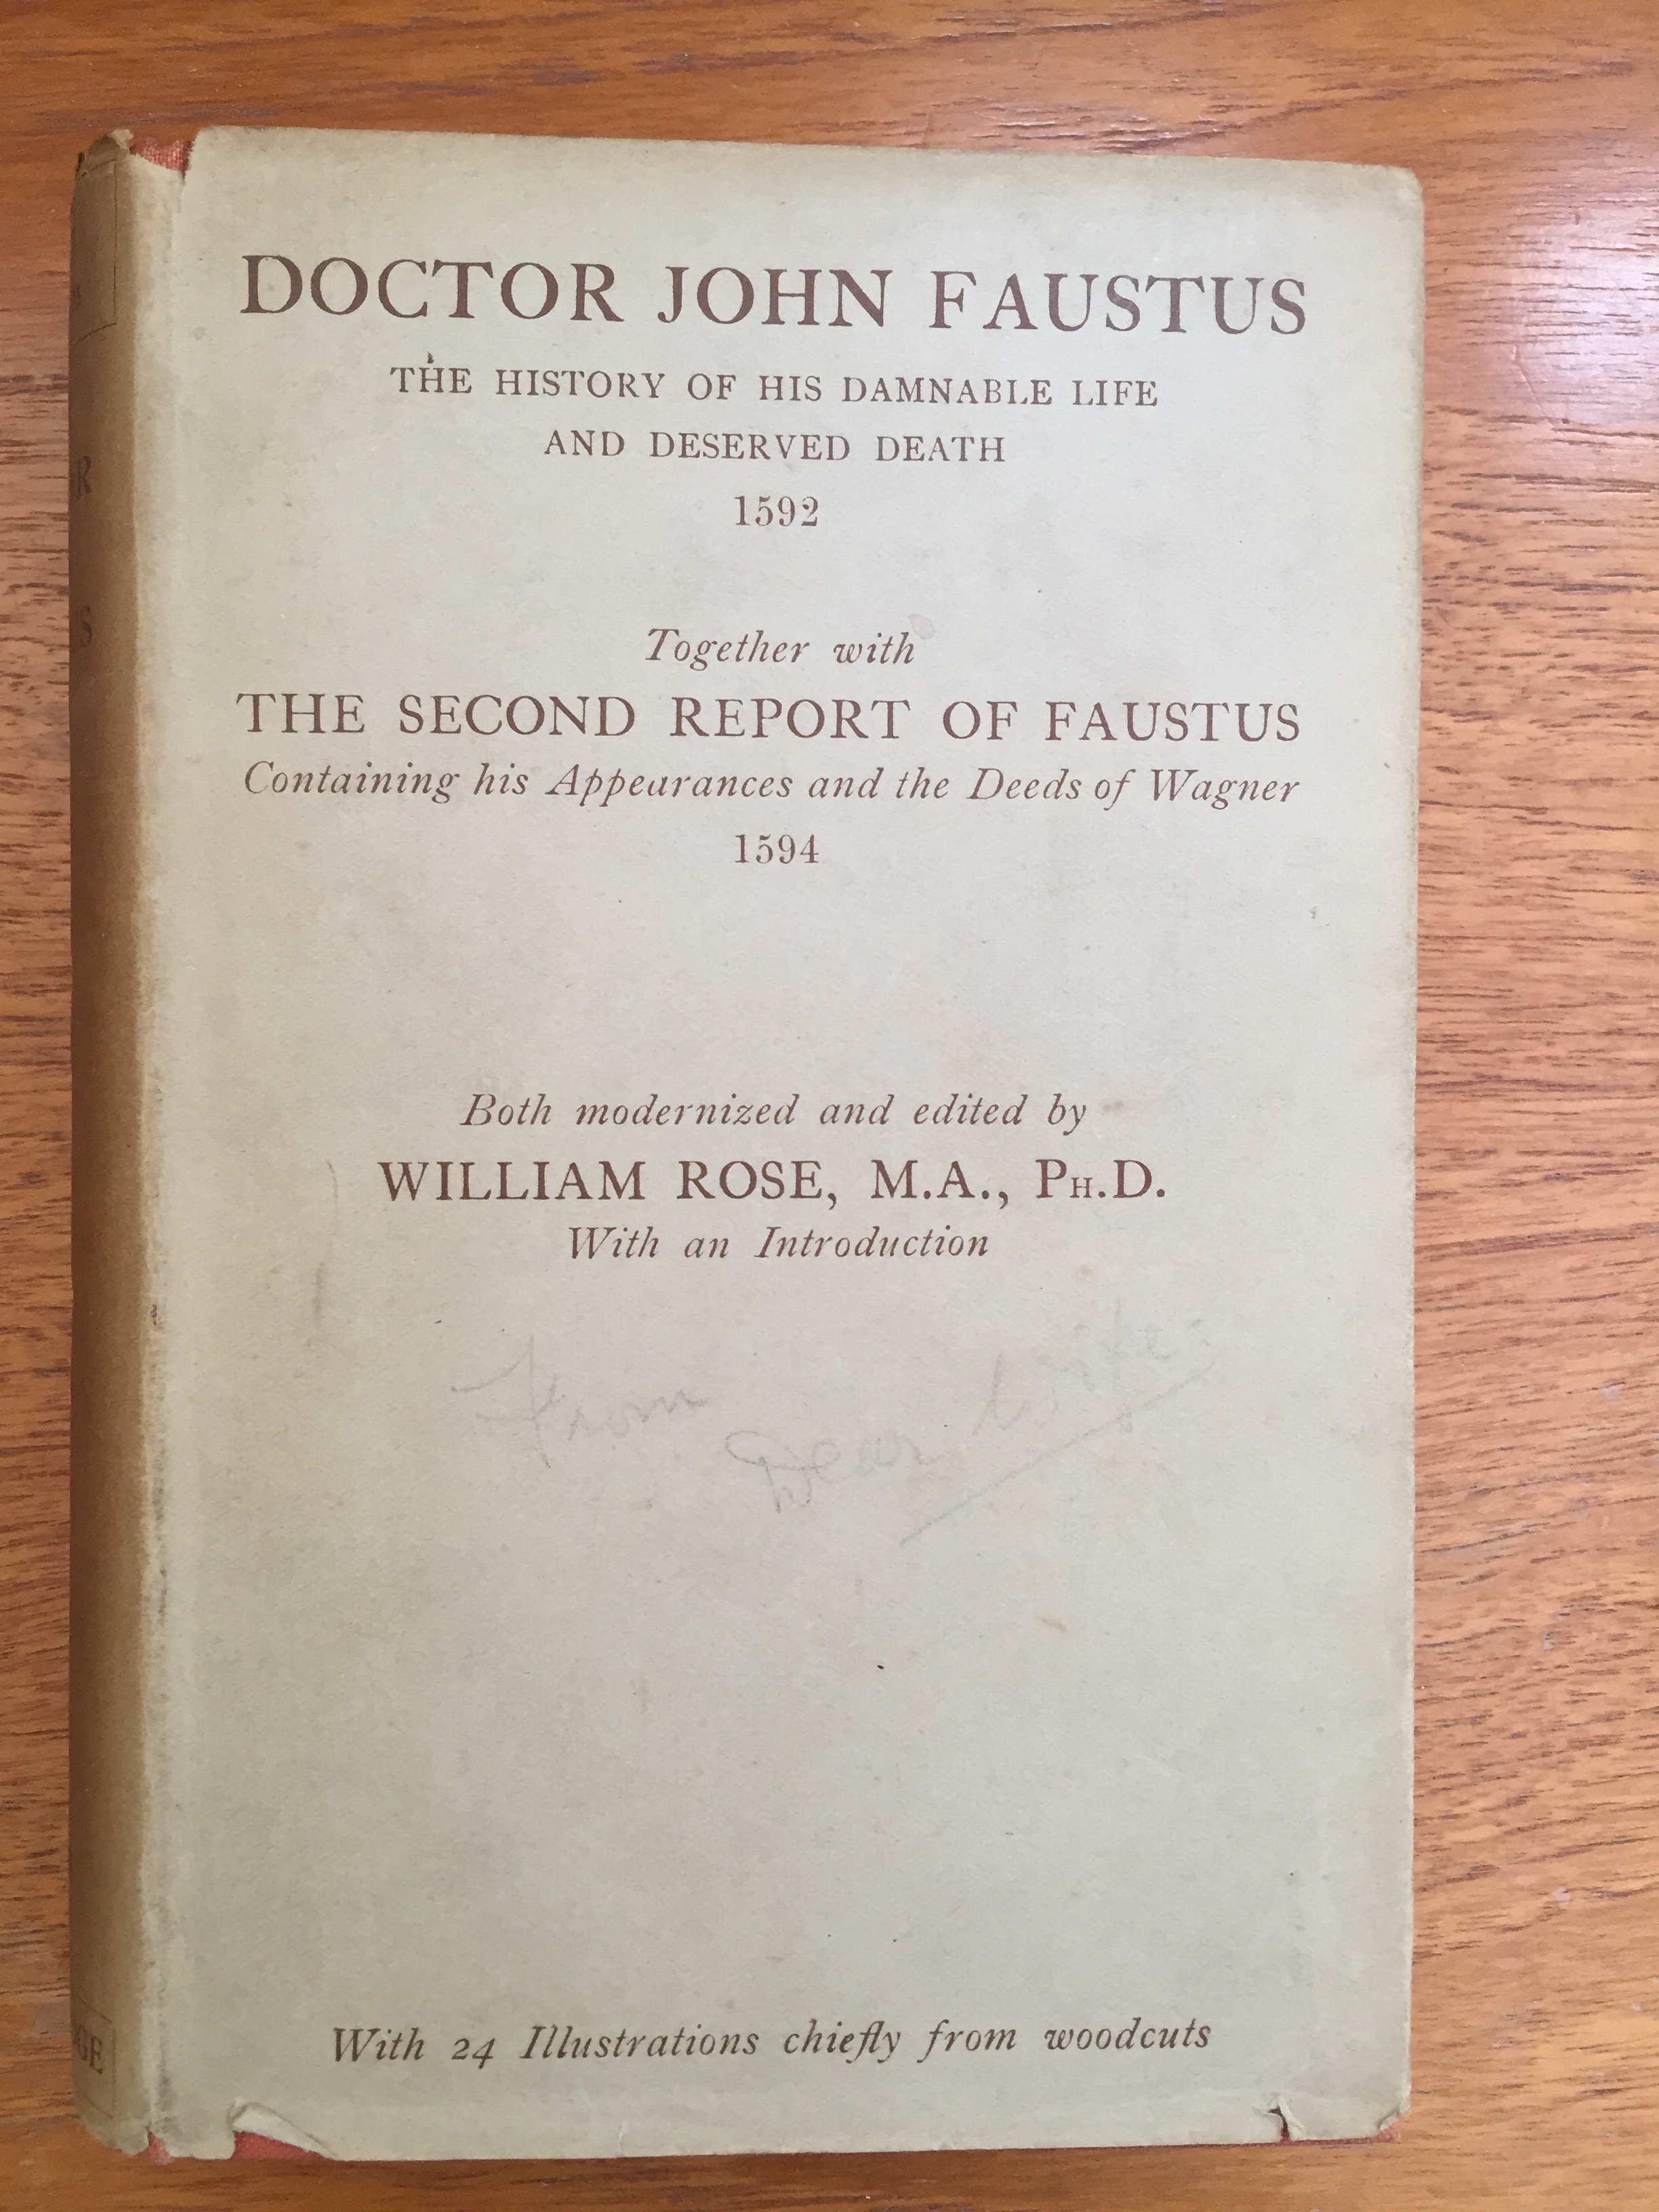 DOCTOR JOHN FAUSTUS
THE HISTORY OF HIS DAMNABLE LIFE
AND DESERVED DEATH
1592
Together with
THE SECOND REPORT OF FAUSTUS
Containing his Appearances and the Deeds of Wagner
1594
Both modernized and edited by
WILLIAM ROSE, M.A., PH.D.
With an Introduction
From
Dear Wife:
With 24 Illustrations chiefly from woodcuts